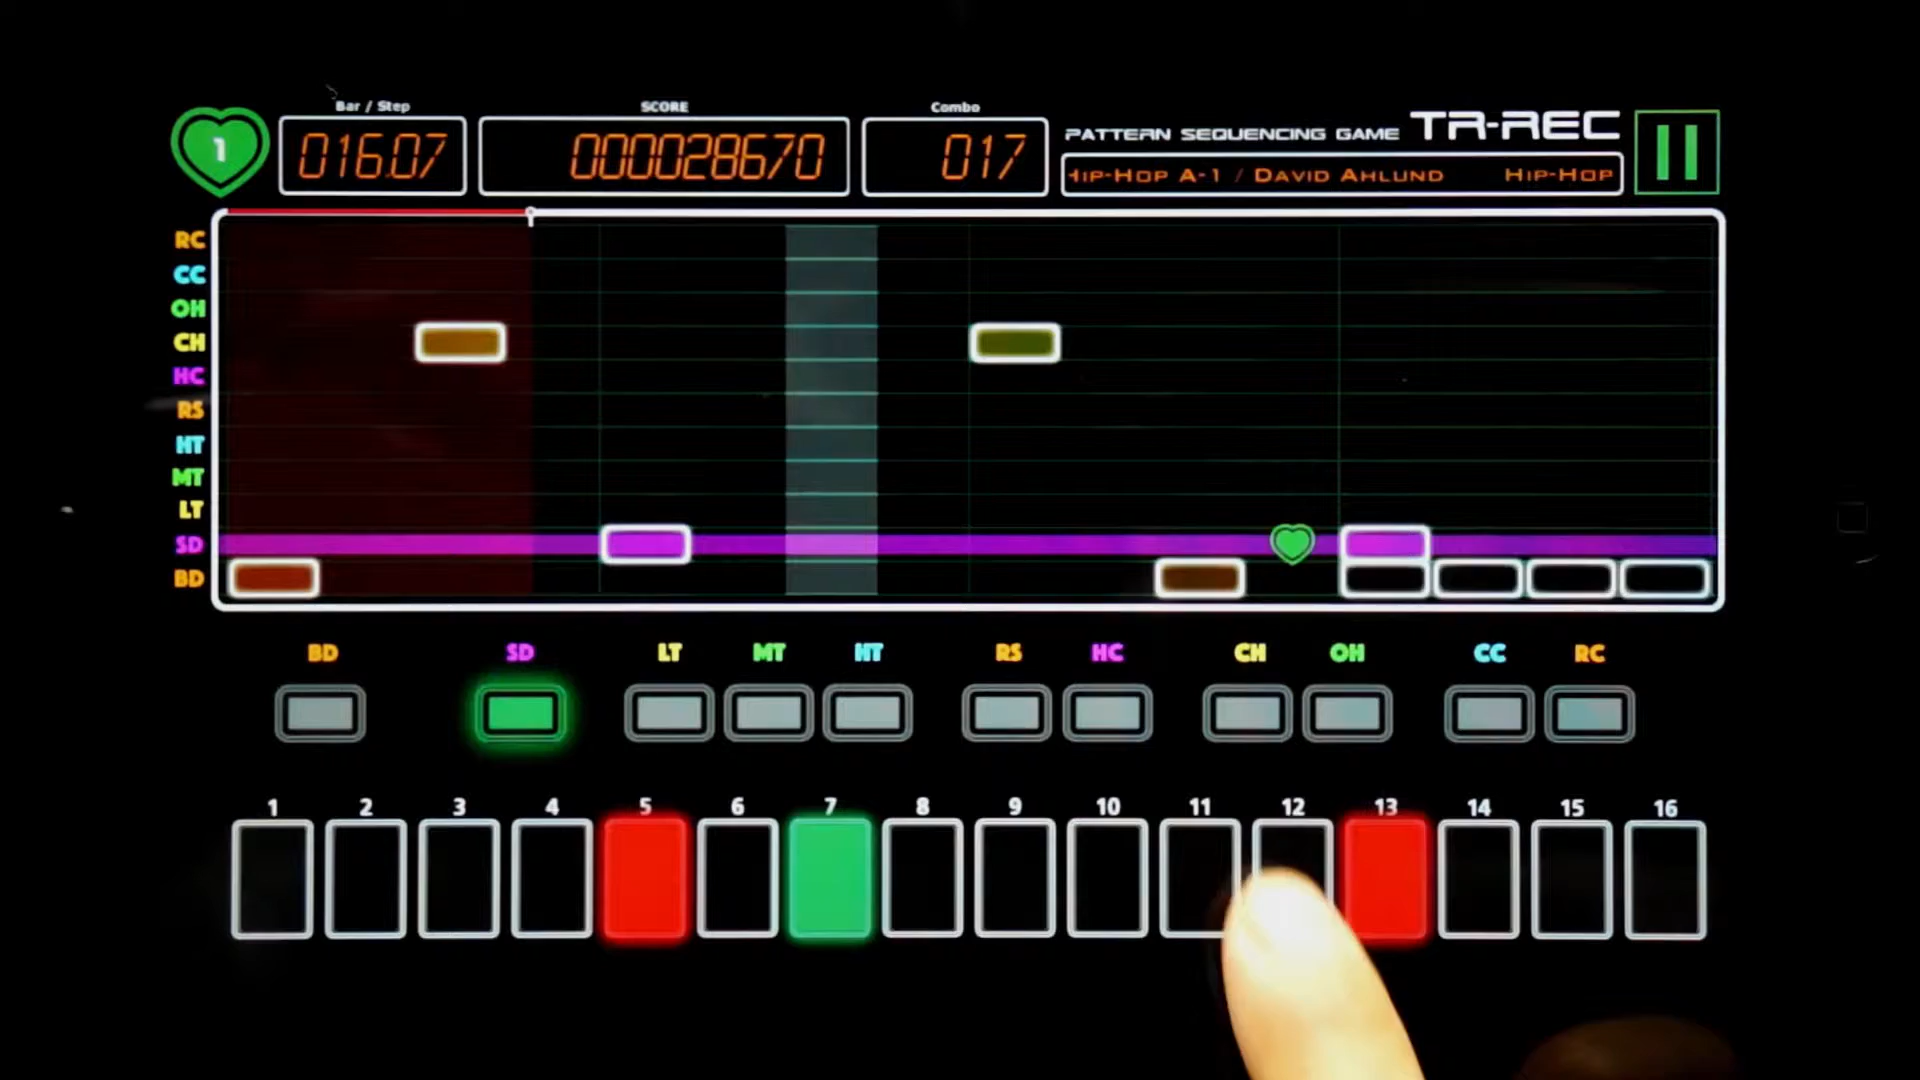 Bar / Step
SCORE
Combo
1
016.07
000028670
017
PATTERN SEQUENCING GAME TR-REC
Hip-Hop A-1 / David Ahlund
Hip-Hop
RC
CC
OH
CH
HC
RS
HT
MT
LT
SD
BD
BD SD LT MT HT RS HC CH OH CC RC
1 2 3 4 5 6 7 8 9 10 11 12 13 14 15 16